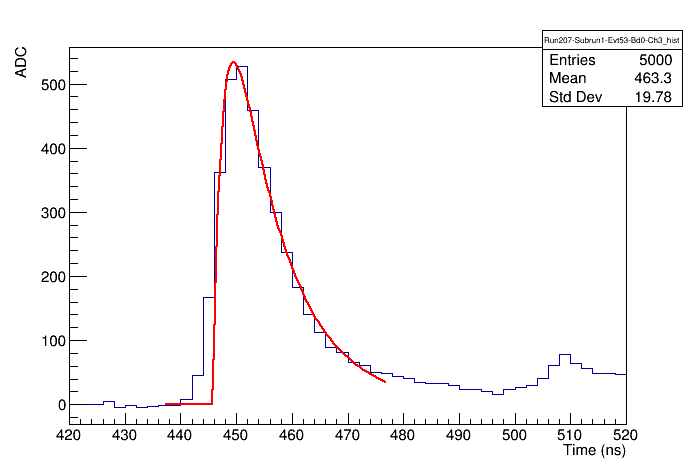 Run207-Subrun1-Evt53-Bd0-Ch3_hist
Entries 5000
Mean 463.3
Std Dev 19.78
ADC
500
400
300
200
100
0
420 430 440 450 460 470 480 490 500 510 520
Time (ns)